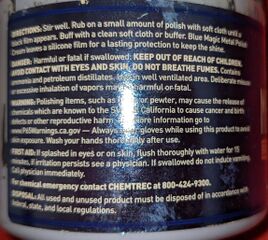 DIRECTIONS: Stir well. Rub on a small amount of polish with soft cloth until
black film appears. Buff with a clean soft cloth or buffer. Blue Magic Metal Polish
Cream leaves a silicone film for a lasting protection to keep the shine.
DANGER: Harmful or fatal if swallowed. KEEP OUT OF REACH OF CHILDREN.
AVOID CONTACT WITH EYES AND SKIN. DO NOT BREATHE FUMES. Contains
ammonia and petroleum distillates. Use in well ventilated area. Deliberate misuse
or excessive inhalation of vapors may be harmful or fatal.
WARNING: Polishing items, such as or pewter, may cause the release of
chemicals which are known to the State of California to cause cancer and birth
defects or other reproductive harm. For more information go to
www.P65Warnings.ca.gov — Always wear gloves while using this product to
avoid skin exposure. Wash hands after use.
FIRST AID: If splashed in eyes or on skin, flush thoroughly with water for 15
minutes, if irritation persists see a physician. If swallowed do not induce vomiting.
Call physician immediately.
For chemical emergency contact CHEMTREC at 800-424-9300.
DISPOSAL: All used and unused product must be disposed of in accordance with
federal, state, and local regulations.